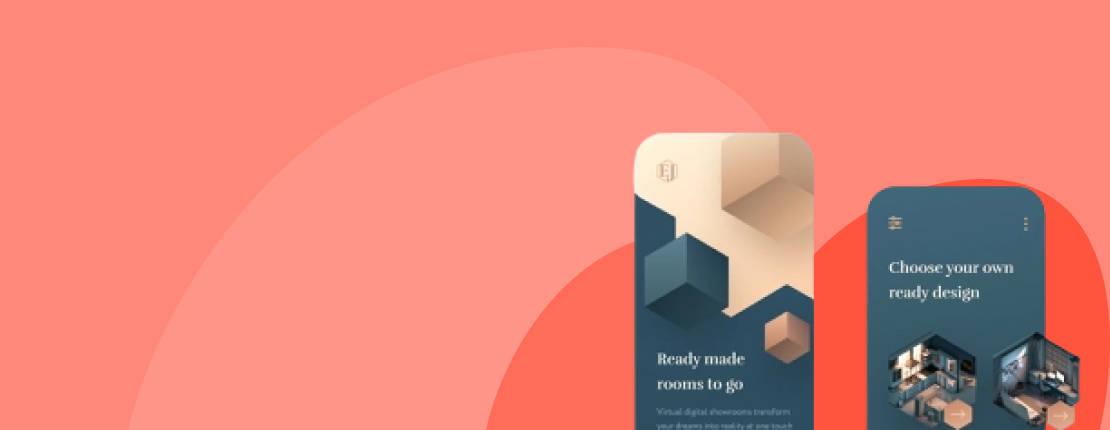 EJ
Ready made
rooms to go
Virtual digital showrooms transform
your dreams into reality at one touch
Choose your own
ready design